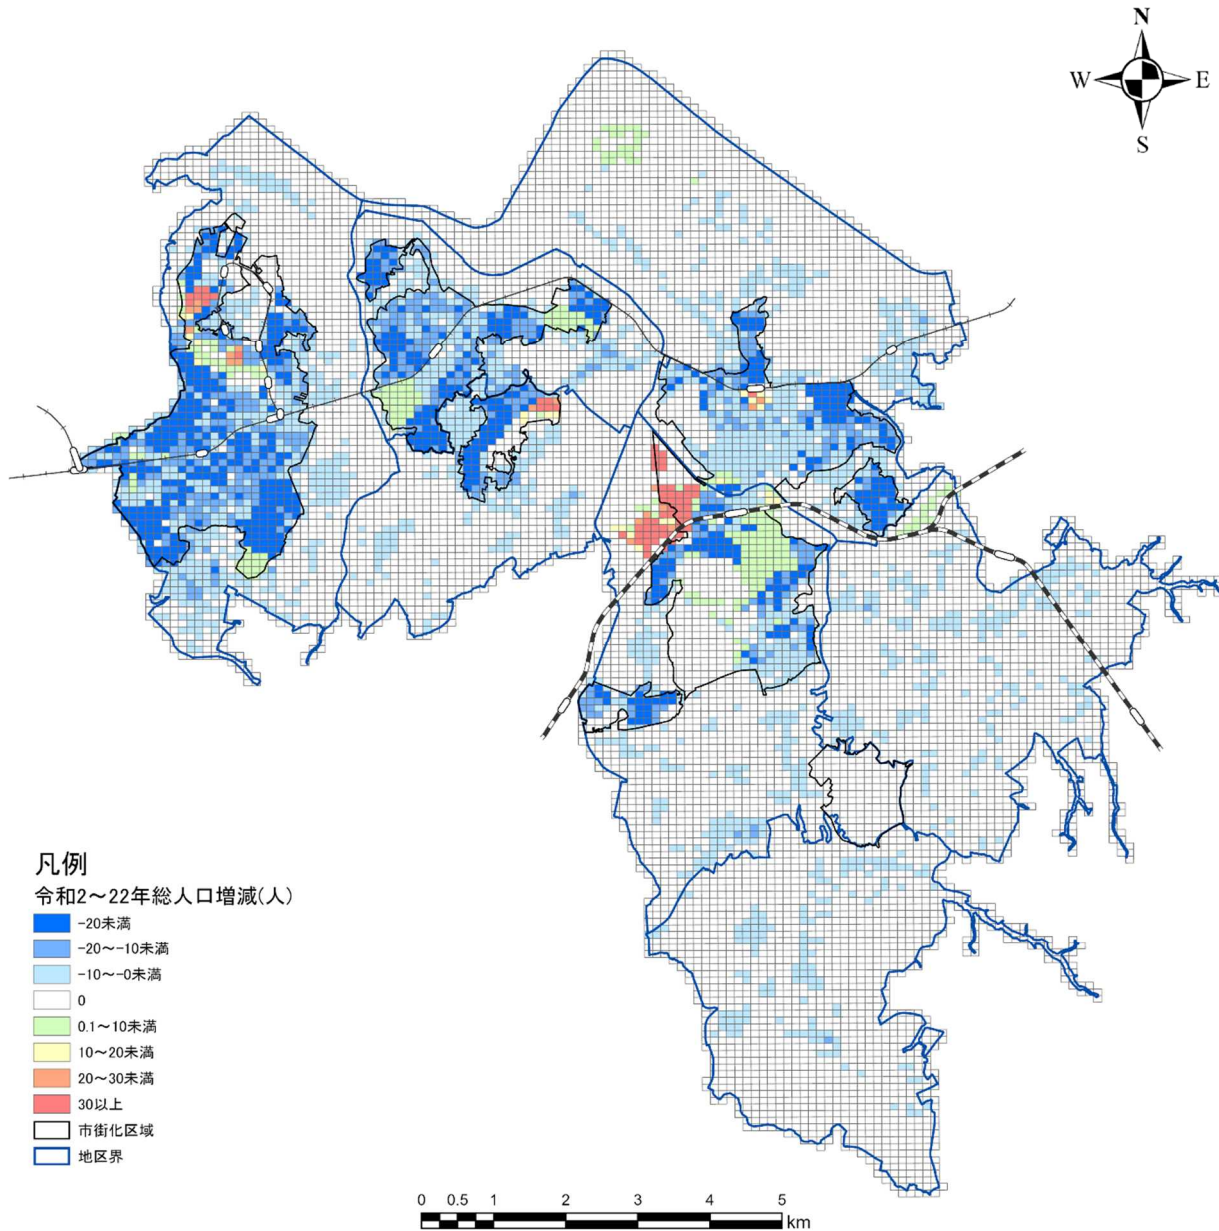 N
W E
S
凡例
令和2～22年総人口増減(人)
-20未満
-20～-10未満
-10～-0未満
0
0.1～10未満
10～20未満
20～30未満
30以上
市街化区域
地区界
0 0.5 1 2 3 4 5
km